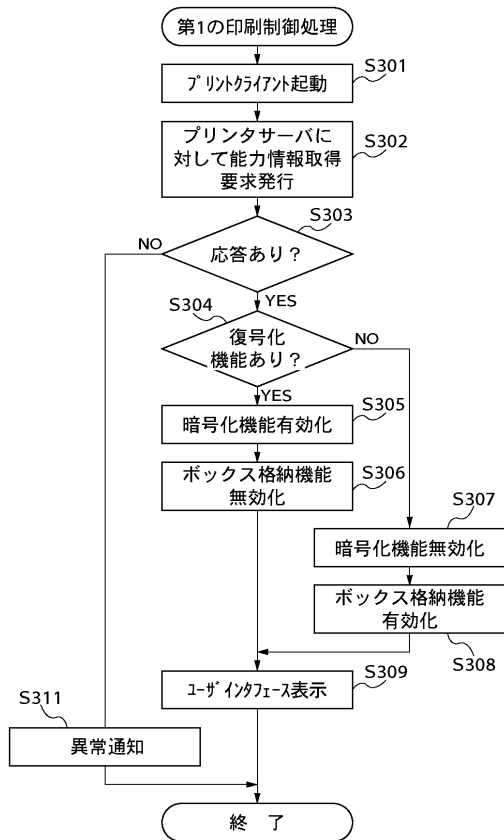 第1の印刷制御処理
S301
プリントクライアント起動
S302
プリンタサーバに
対して能力情報取得
要求発行
S303
NO
応答あり？
YES
S304
復号化
機能あり？
NO
YES
S305
暗号化機能有効化
S306
ボックス格納機能
無効化
S307
暗号化機能無効化
ボックス格納機能
有効化
S308
S309
ユーザインタフェース表示
S311
異常通知
終 了